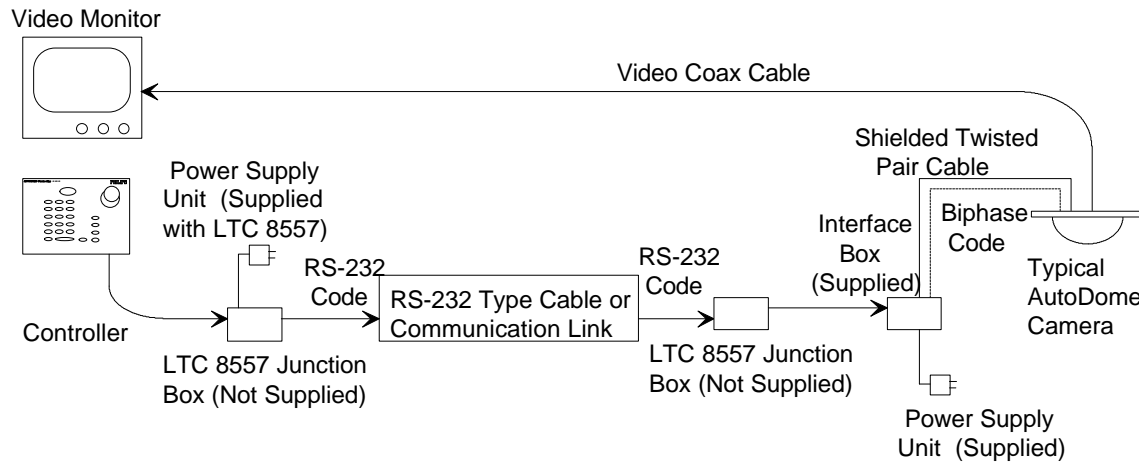 Video Monitor
Video Coax Cable
Shielded Twisted
Pair Cable
Power Supply
Unit (Supplied
with LTC 8557)
Interface
Box
(Supplied)
Biphase
Code
RS-232
Code
RS-232
Code
RS-232 Type Cable or
Communication Link
Typical
AutoDome
Camera
Controller
LTC 8557 Junction
Box (Not Supplied)
LTC 8557 Junction
Box (Not Supplied)
Power Supply
Unit (Supplied)